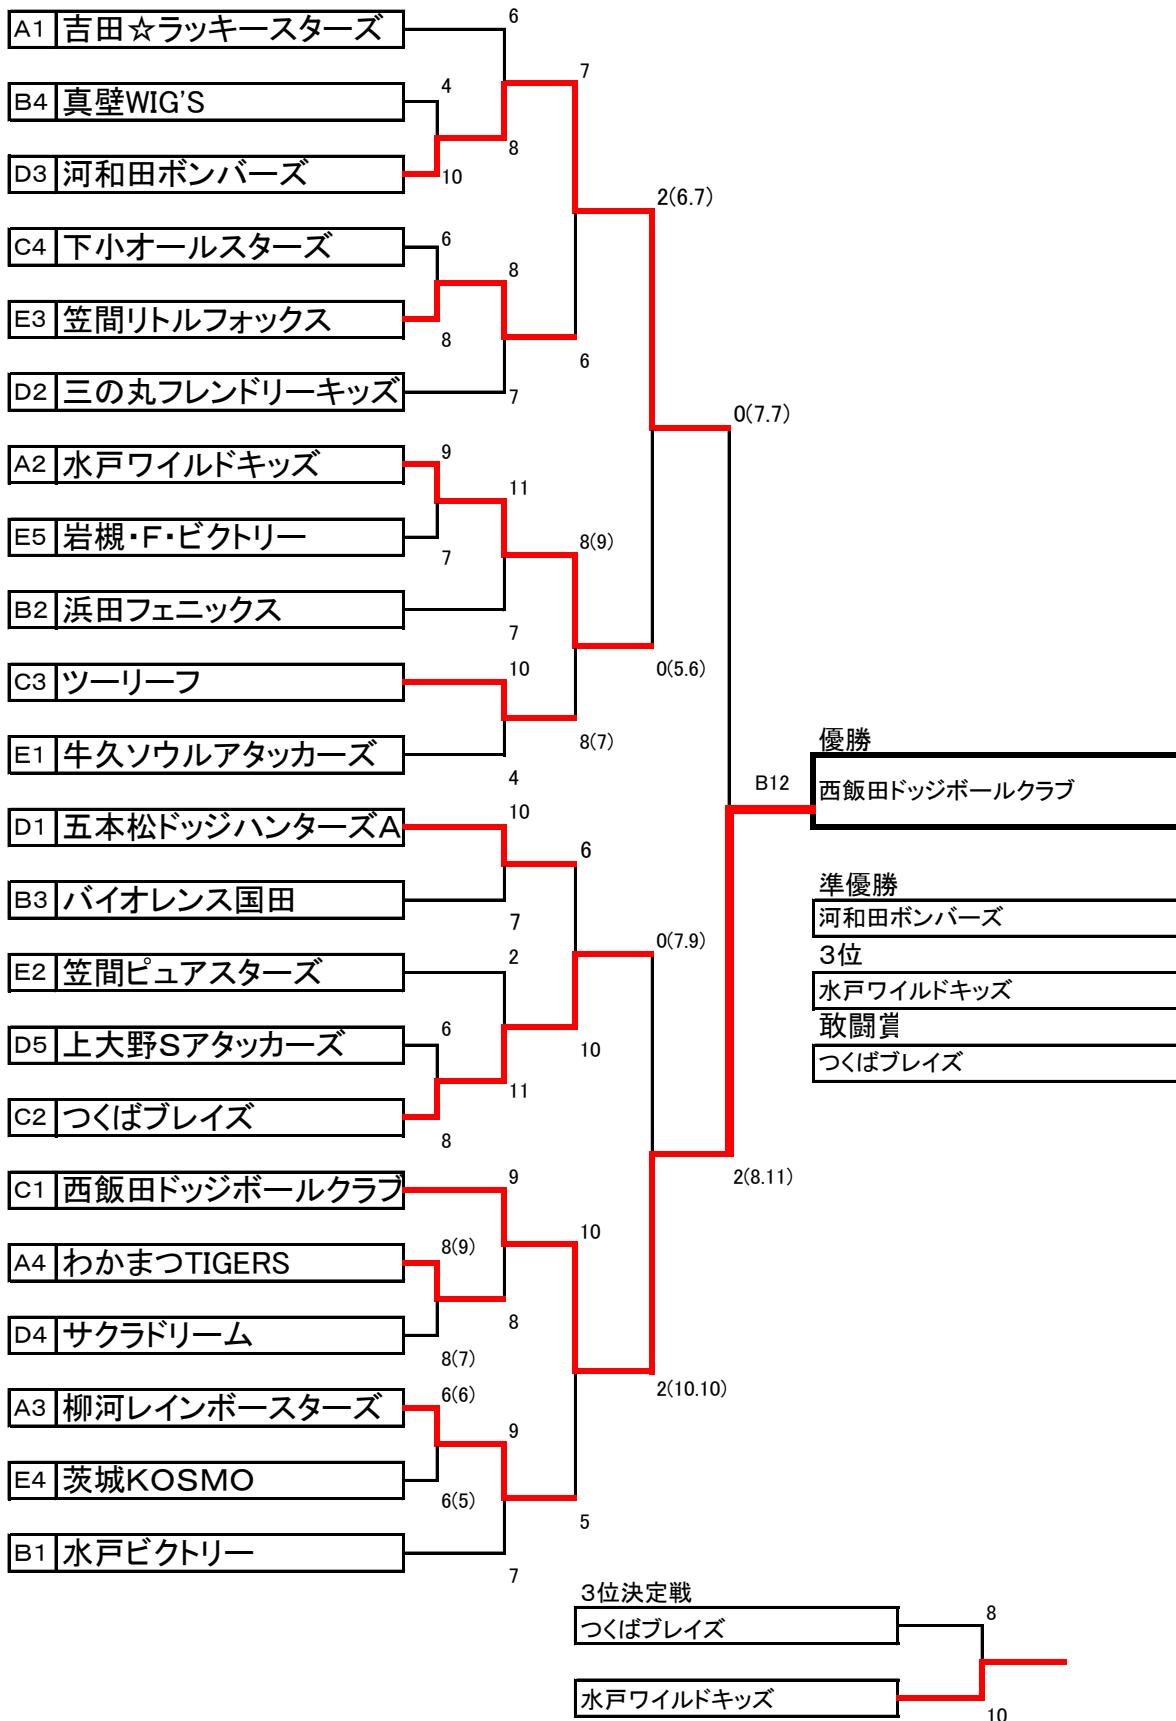 A1 吉田☆ラッキースターズ
6
7
B4 真壁WIG'S
4
8
D3 河和田ボンバーズ
10
2(6.7)
C4 下小オールスターズ
6
8
E3 笠間リトルフォックス
8
6
D2 三の丸フレンドリーキッズ
7
0(7.7)
A2 水戸ワイルドキッズ
9
11
E5 岩槻・F・ビクトリー
7
8(9)
B2 浜田フェニックス
7
C3 ツーリーフ
10
0(5.6)
E1 牛久ソウルアタッカーズ
8(7)
4
優勝
B12
西飯田ドッジボールクラブ
D1 五本松ドッジハンターズA
10
6
B3 バイオレンス国田
7
準優勝
河和田ボンバーズ
0(7.9)
3位
E2 笠間ピュアスターズ
2
水戸ワイルドキッズ
敢闘賞
D5 上大野Sアタッカーズ
6
10
つくばブレイズ
11
C2 つくばブレイズ
8
C1 西飯田ドッジボールクラブ
9
2(8.11)
10
A4 わかまつTIGERS
8(9)
8
D4 サクラドリーム
8(7)
2(10.10)
A3 柳河レインボースターズ
6(6)
9
E4 茨城KOSMO
6(5)
5
B1 水戸ビクトリー
7
3位決定戦
つくばブレイズ
8
水戸ワイルドキッズ
10